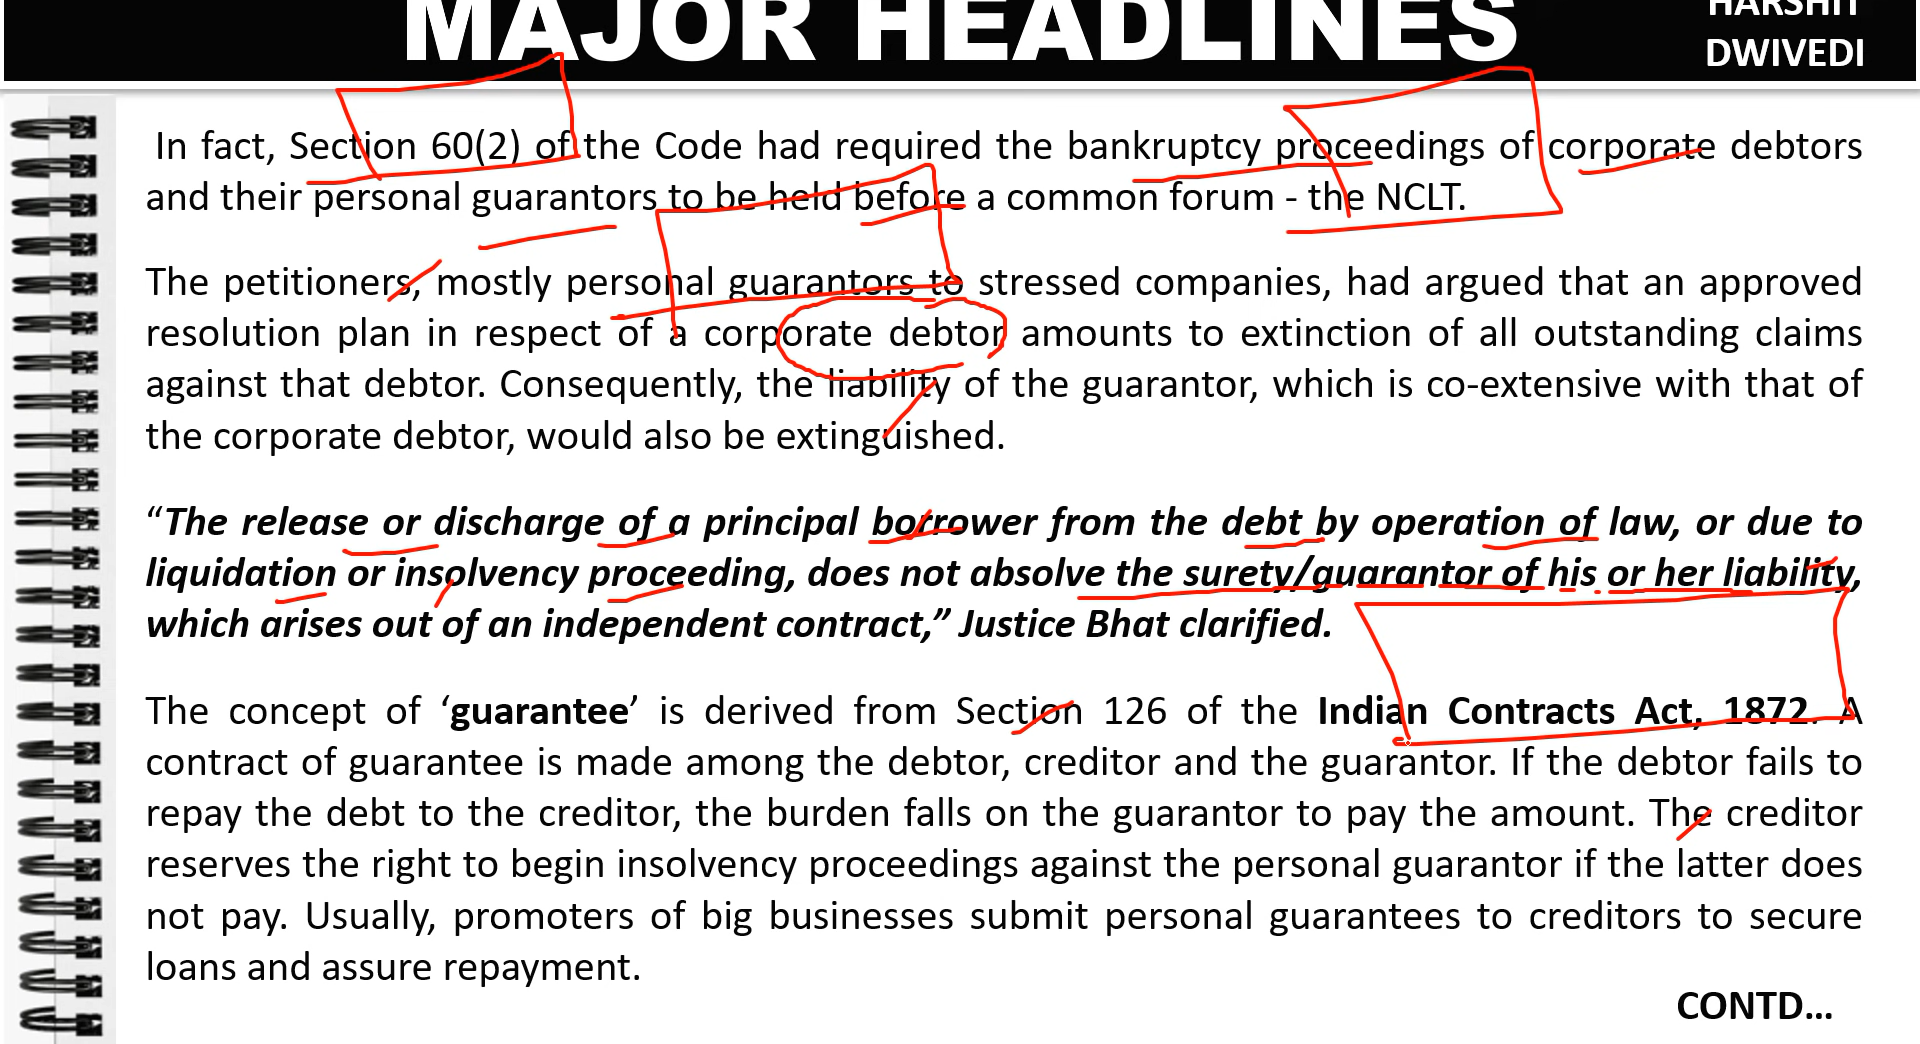 MAJOR HEADLINES
HARSHIT
DWIVEDI
In fact, Section 60(2) of the Code had required the bankruptcy proceedings of corporate debtors
and their personal guarantors to be held before a common forum - the NCLT.
The petitioners, mostly personal guarantors to stressed companies, had argued that an approved
resolution plan in respect of a corporate debtor amounts to extinction of all outstanding claims
against that debtor. Consequently, the liability of the guarantor, which is co-extensive with that of
the corporate debtor, would also be extinguished.
“The release or discharge of a principal borrower from the debt by operation of law, or due to
liquidation or insolvency proceeding, does not absolve the surety/guarantor of his or her liability,
which arises out of an independent contract,” Justice Bhat clarified.
The concept of ‘guarantee’ is derived from Section 126 of the Indian Contracts Act, 1872. A
contract of guarantee is made among the debtor, creditor and the guarantor. If the debtor fails to
repay the debt to the creditor, the burden falls on the guarantor to pay the amount. The creditor
reserves the right to begin insolvency proceedings against the personal guarantor if the latter does
not pay. Usually, promoters of big businesses submit personal guarantees to creditors to secure
loans and assure repayment.
CONTD...